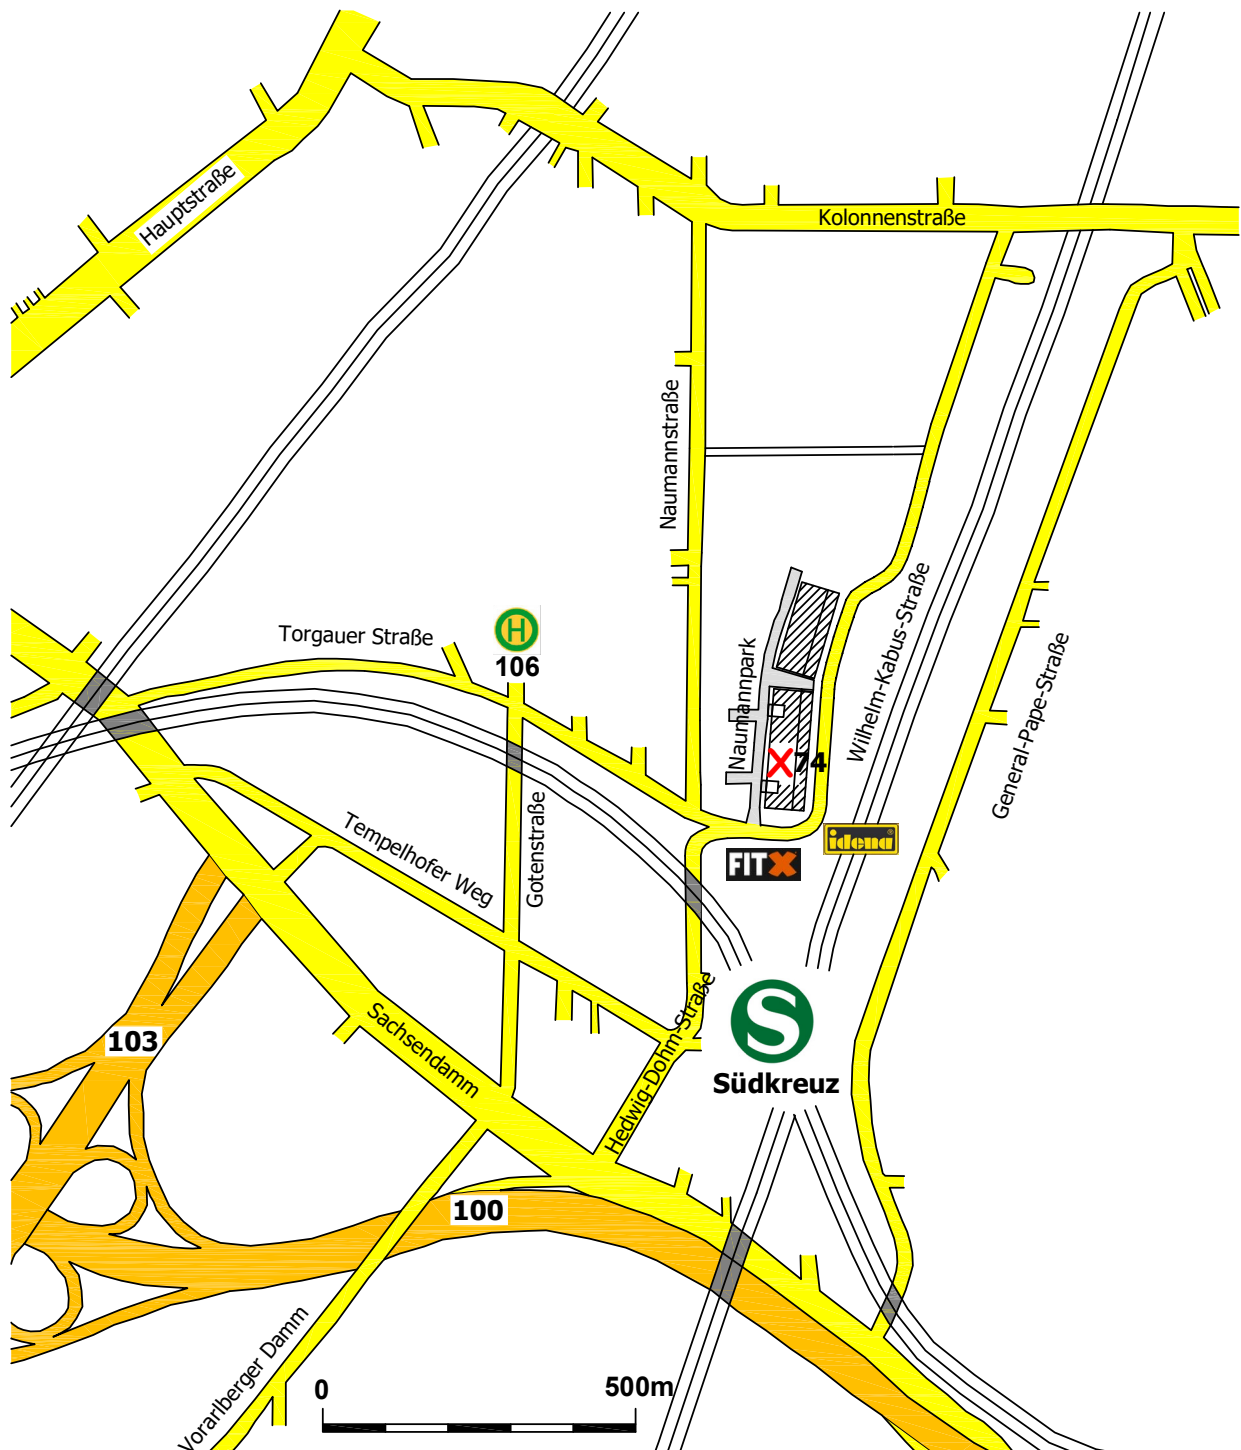 Hauptstraße
Kolonnenstraße
Naumannstraße
Torgauer Straße
H
106
Naumannpark
Wilhelm-Kabus-Straße
General-Pape-Straße
74
idena®
FITX
Tempelhofer Weg
Gotenstraße
Hedwig-Dohm-Straße
S
Südkreuz
Sachsendamm
103
100
Vorarlberger Damm
0
500m